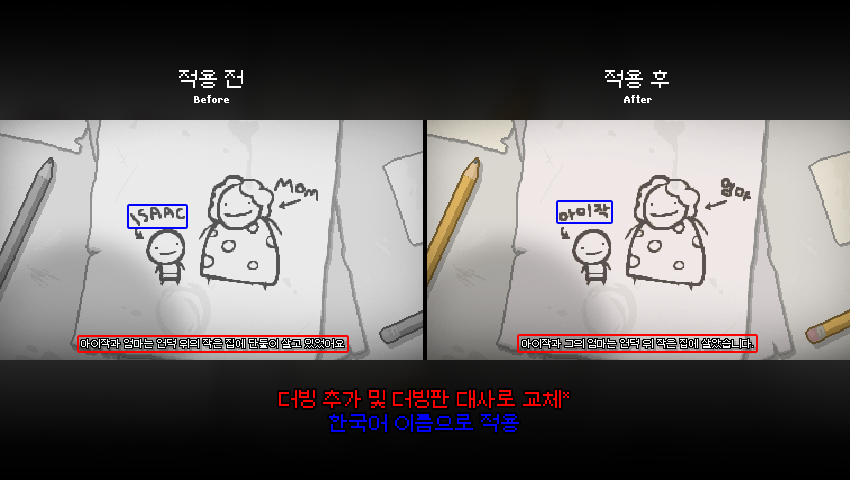 적용 전
Before
적용 후
After
ISAAC
Mom
아이작
엄마
아이작과 엄마는 언덕 위의 작은 집에 단둘이 살고 있었어요
아이작과 그의 엄마는 언덕 위 작은 집에 살았습니다.
더빙 추가 및 더빙판 대사로 교체*
한국어 이름으로 적용